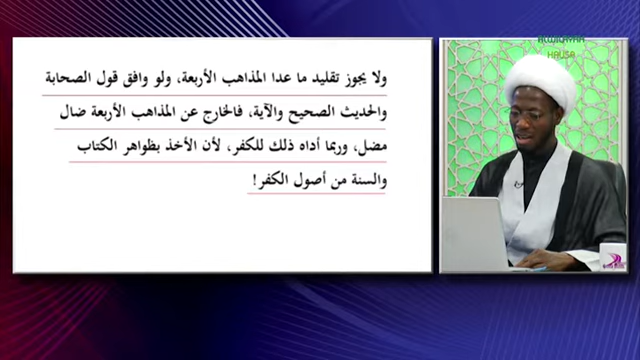 ALWILAYAH
HAUSA
ولا يجوز تقليد ما عدا المذاهب الأربعة، ولو وافق قول الصحابة
والحديث الصحيح والآية، فالخارج عن المذاهب الأربعة ضال
مضل، وربما أداه ذلك للكفر، لأن الأخذ بظواهر الكتاب
والسنة من أصول الكفر!